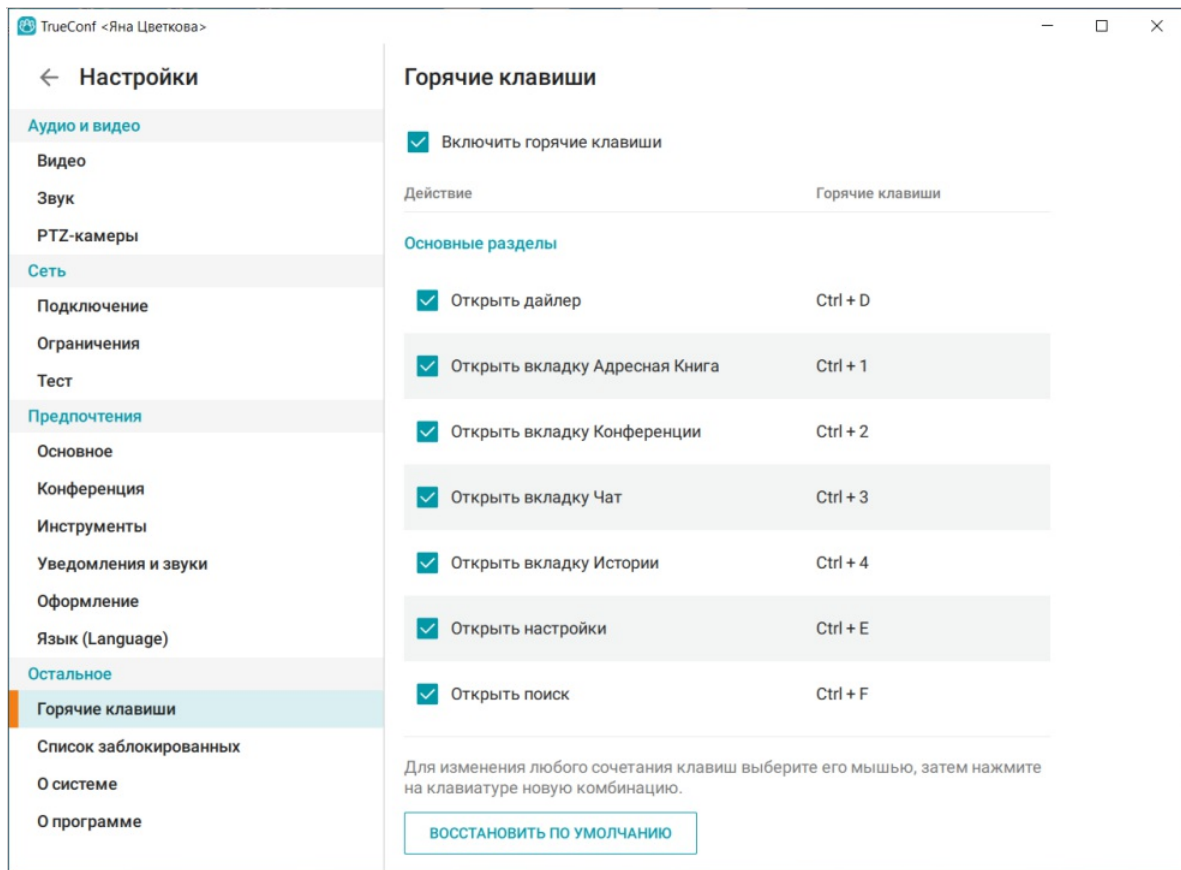 TrueConf <Яна Цветкова>
Настройки
Аудио и видео
Видео
Звук
PTZ-камеры
Сеть
Подключение
Ограничения
Тест
Предпочтения
Основное
Конференция
Инструменты
Уведомления и звуки
Оформление
Язык (Language)
Остальное
Горячие клавиши
Список заблокированных
О системе
О программе
Горячие клавиши
Включить горячие клавиши
Действие Горячие клавиши
Основные разделы
Открыть дайлер Ctrl + D
Открыть вкладку Адресная Книга Ctrl + 1
Открыть вкладку Конференции Ctrl + 2
Открыть вкладку Чат Ctrl + 3
Открыть вкладку Истории Ctrl + 4
Открыть настройки Ctrl + E
Открыть поиск Ctrl + F
Для изменения любого сочетания клавиш выберите его мышью, затем нажмите
на клавиатуре новую комбинацию.
ВОССТАНОВИТЬ ПО УМОЛЧАНИЮ